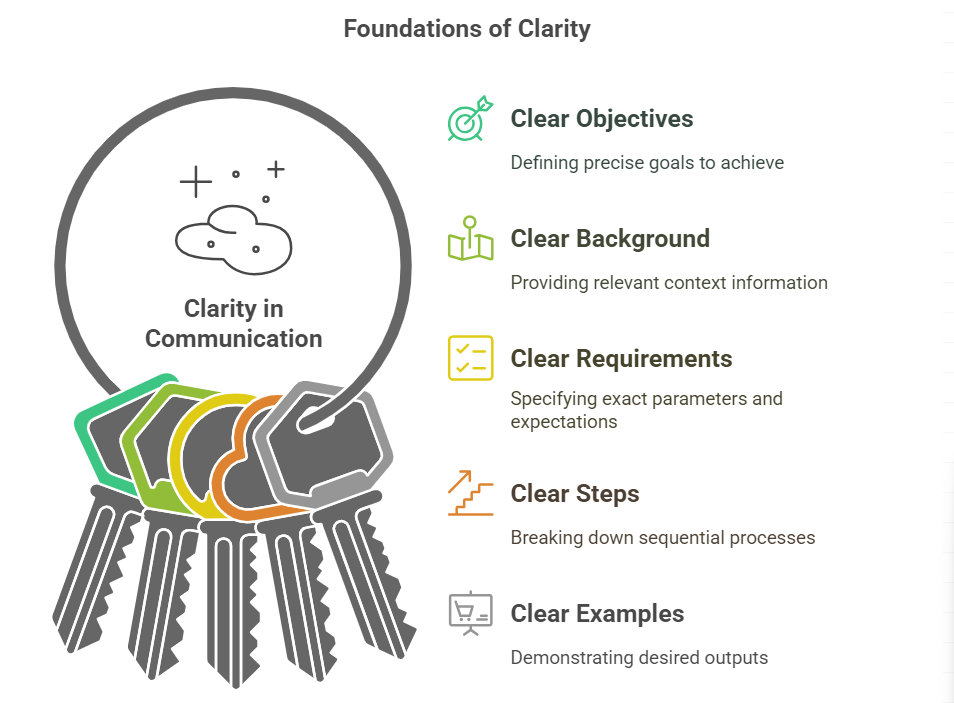 Foundations of Clarity
Clarity in
Communication
Clear Objectives
Defining precise goals to achieve
Clear Background
Providing relevant context information
Clear Requirements
Specifying exact parameters and
expectations
Clear Steps
Breaking down sequential processes
Clear Examples
Demonstrating desired outputs